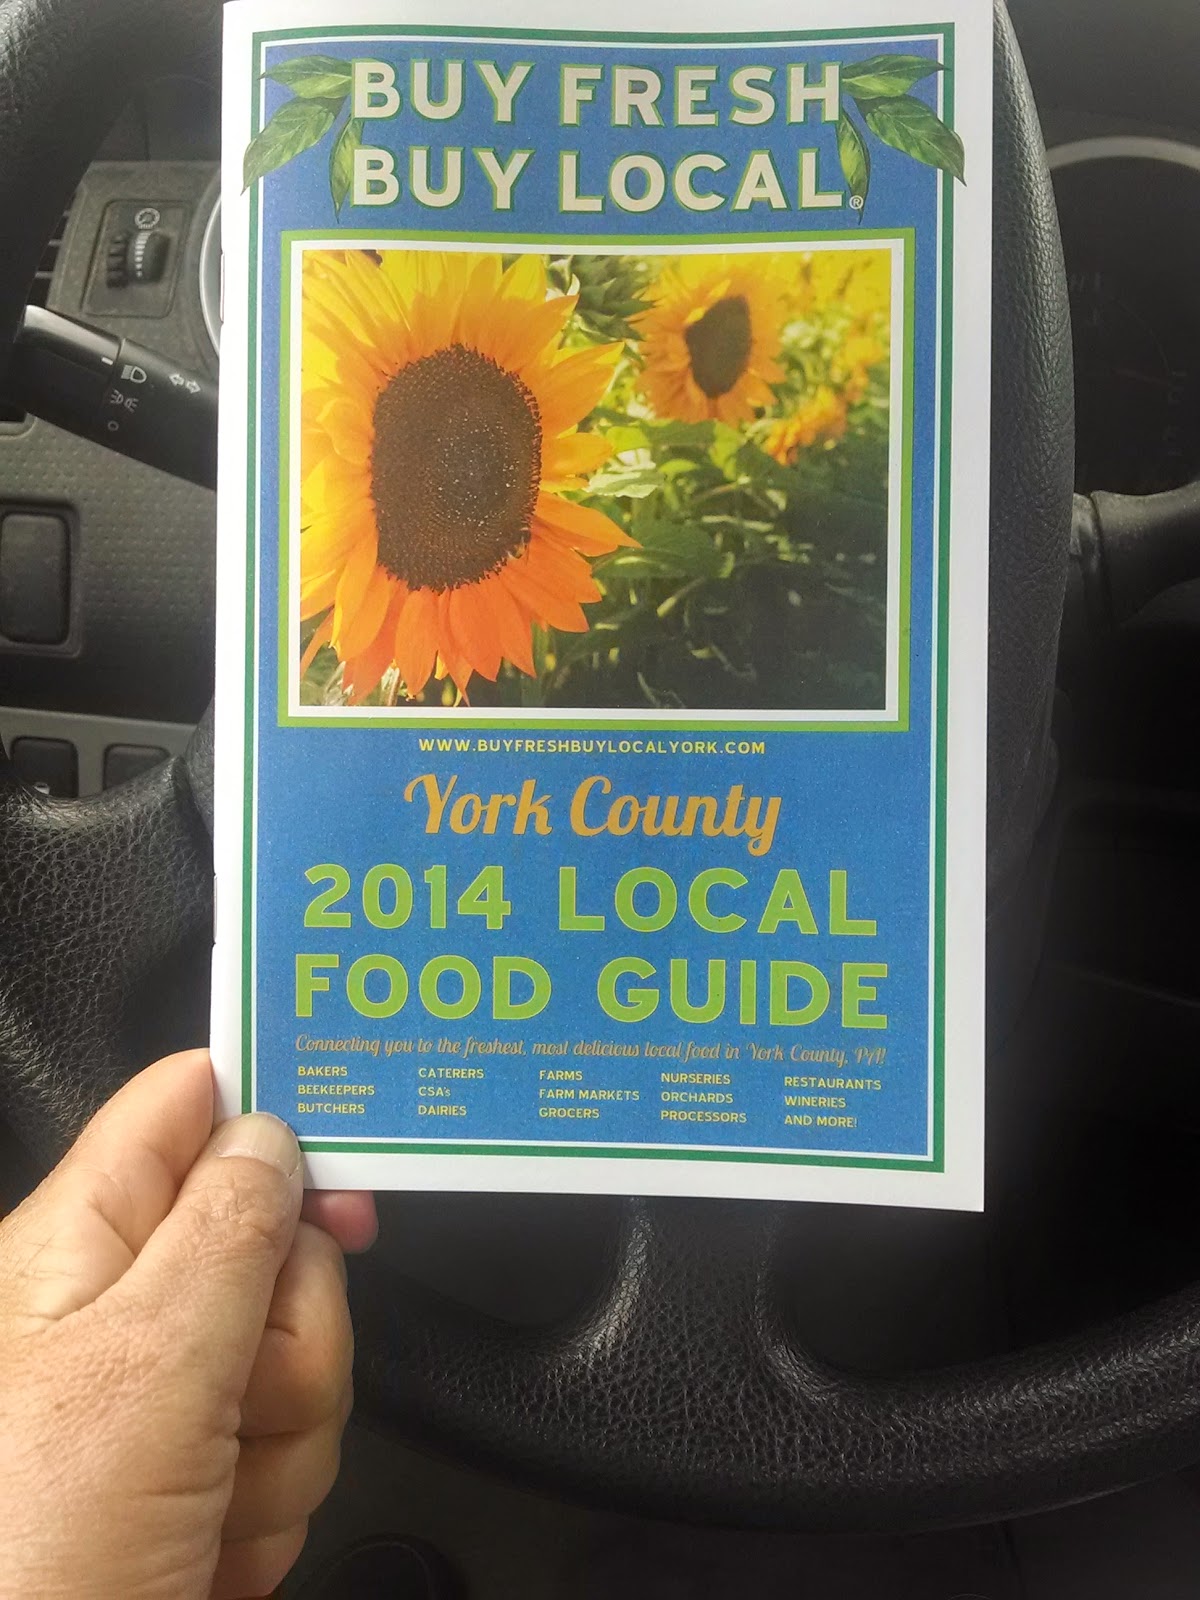 BUY FRESH
BUY LOCAL®
WWW.BUYFRESHBUYLOCALYORK.COM
York County
2014 LOCAL
FOOD GUIDE
Connecting you to the freshest, most delicious local food in York County, PA!
BAKERS
BEEKEEPERS
BUTCHERS
CATERERS
CSA's
DAIRIES
FARMS
FARM MARKETS
GROCERS
NURSERIES
ORCHARDS
PROCESSORS
RESTAURANTS
WINERIES
AND MORE!